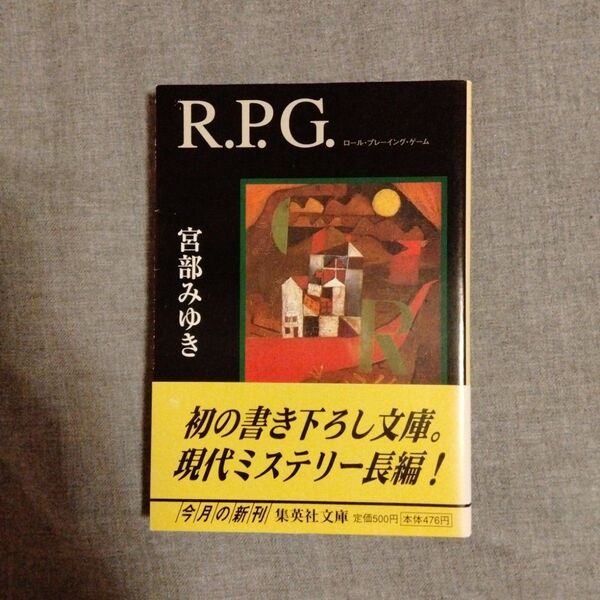 R.P.G.
ロール・プレーイング・ゲーム
宮部みゆき
R
初の書き下ろし文庫。
現代ミステリー長編！
今月の新刊 集英社文庫 定価500円 本体476円